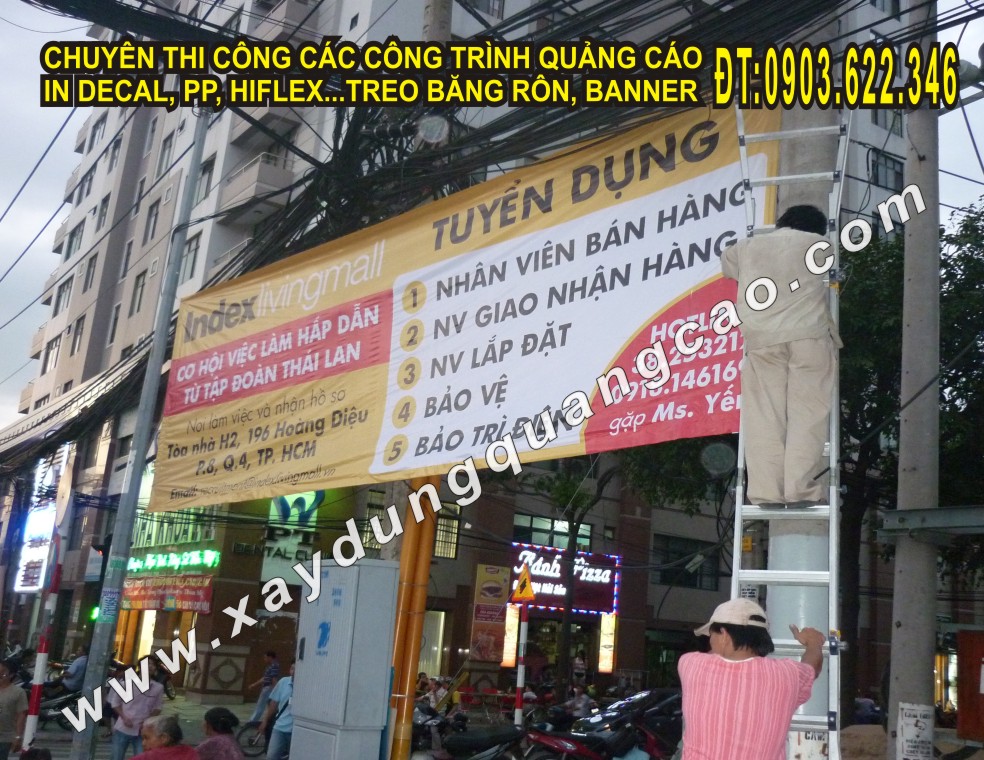 CHUYÊN THI CÔNG CÁC CÔNG TRÌNH QUẢNG CÁO
IN DECAL, PP, HIFLEX...TREO BĂNG RÔN, BANNER
ĐT:0903.622.346
TUYỂN DỤNG
Index livingmall
CƠ HỘI VIỆC LÀM HẤP DẪN
TỪ TẬP ĐOÀN THÁI LAN
Nơi làm việc và nhận hồ sơ
Tòa nhà H2, 196 Hoàng Diệu
P.8, Q.4, TP. HCM
Email:
1 NHÂN VIÊN BÁN HÀNG
2 NV GIAO NHẬN HÀNG
3 NV LẮP ĐẶT
4 BẢO VỆ
5 BẢO TRÌ ĐIỆN
gặp Ms. Yến
www.xaydungquangcao.com
DENTAL
Bánh Pizza